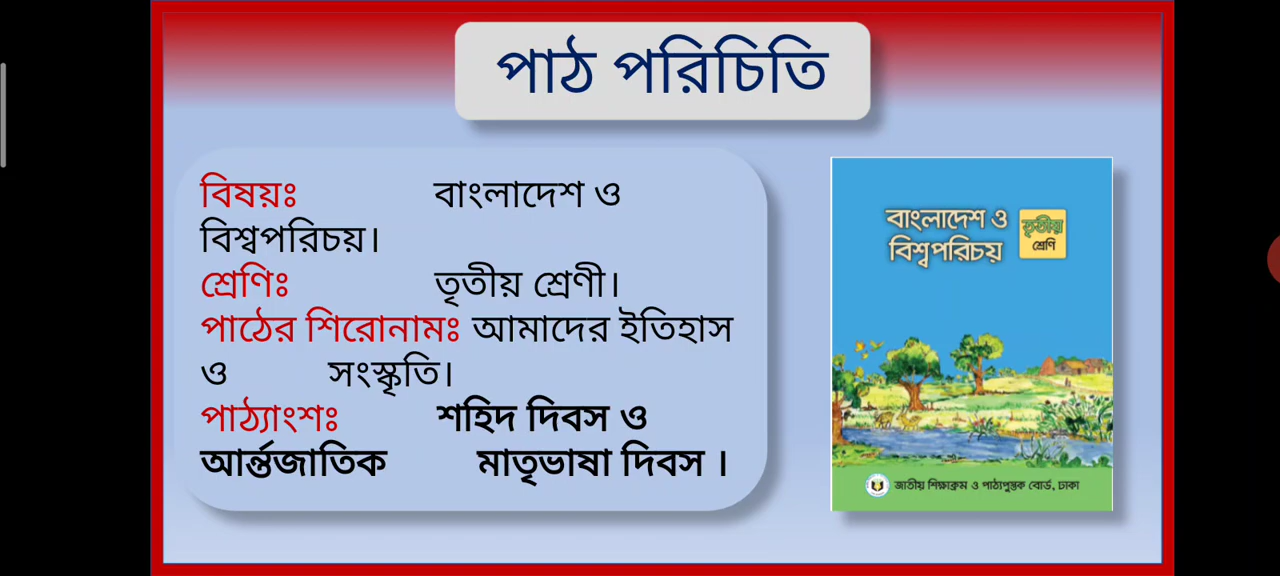 পাঠ পরিচিতি
বিষয়ঃ বাংলাদেশ ও
বিশ্বপরিচয়।
শ্রেণিঃ তৃতীয় শ্রেণী।
পাঠের শিরোনামঃ আমাদের ইতিহাস
ও সংস্কৃতি।
পাঠ্যাংশঃ শহিদ দিবস ও
আর্ন্তজাতিক মাতৃভাষা দিবস ।
বাংলাদেশ ও
বিশ্বপরিচয়
তৃতীয়
শ্রেণি
জাতীয় শিক্ষাক্রম ও পাঠ্যপুস্তক বোর্ড, ঢাকা